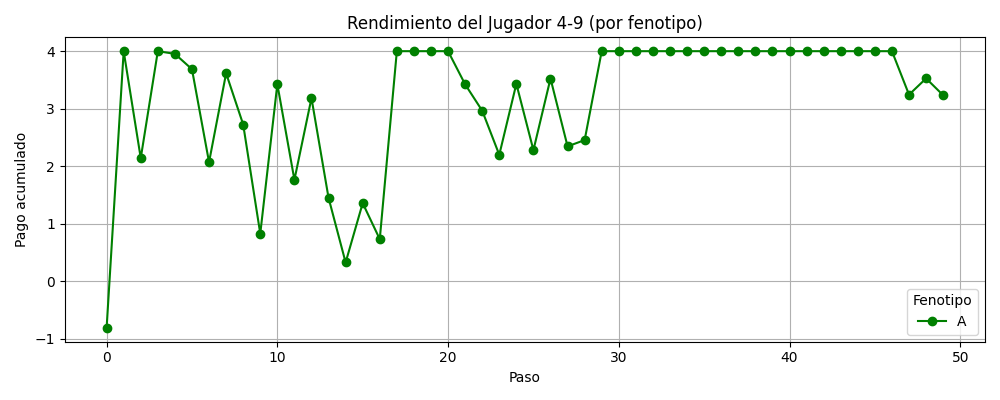 Rendimiento del Jugador 4-9 (por fenotipo)
Pago acumulado
4
3
2
1
0
−1
0
10
20
30
40
50
Paso
Fenotipo
A